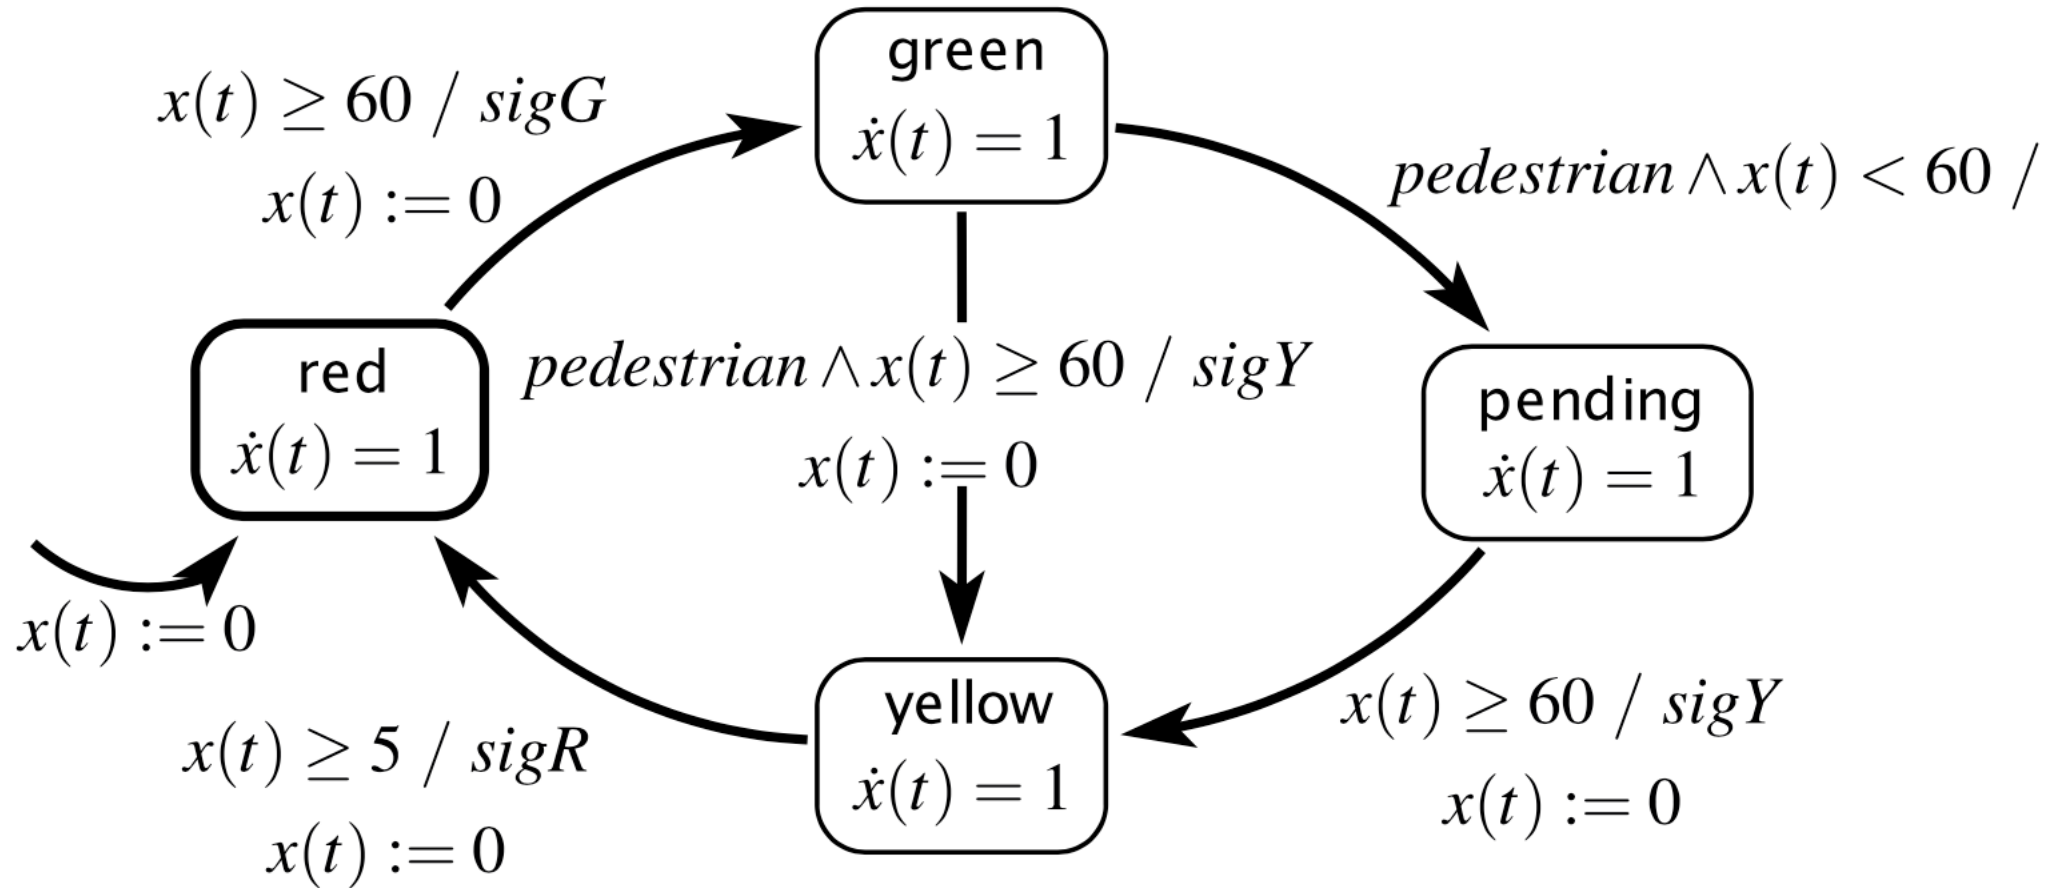 green
ẋ(t) = 1
x(t) ≥ 60 / sigG
x(t) := 0
pedestrian ∧ x(t) < 60 /
red
ẋ(t) = 1
pedestrian ∧ x(t) ≥ 60 / sigY
x(t) := 0
pending
ẋ(t) = 1
x(t) := 0
yellow
ẋ(t) = 1
x(t) ≥ 5 / sigR
x(t) := 0
x(t) ≥ 60 / sigY
x(t) := 0